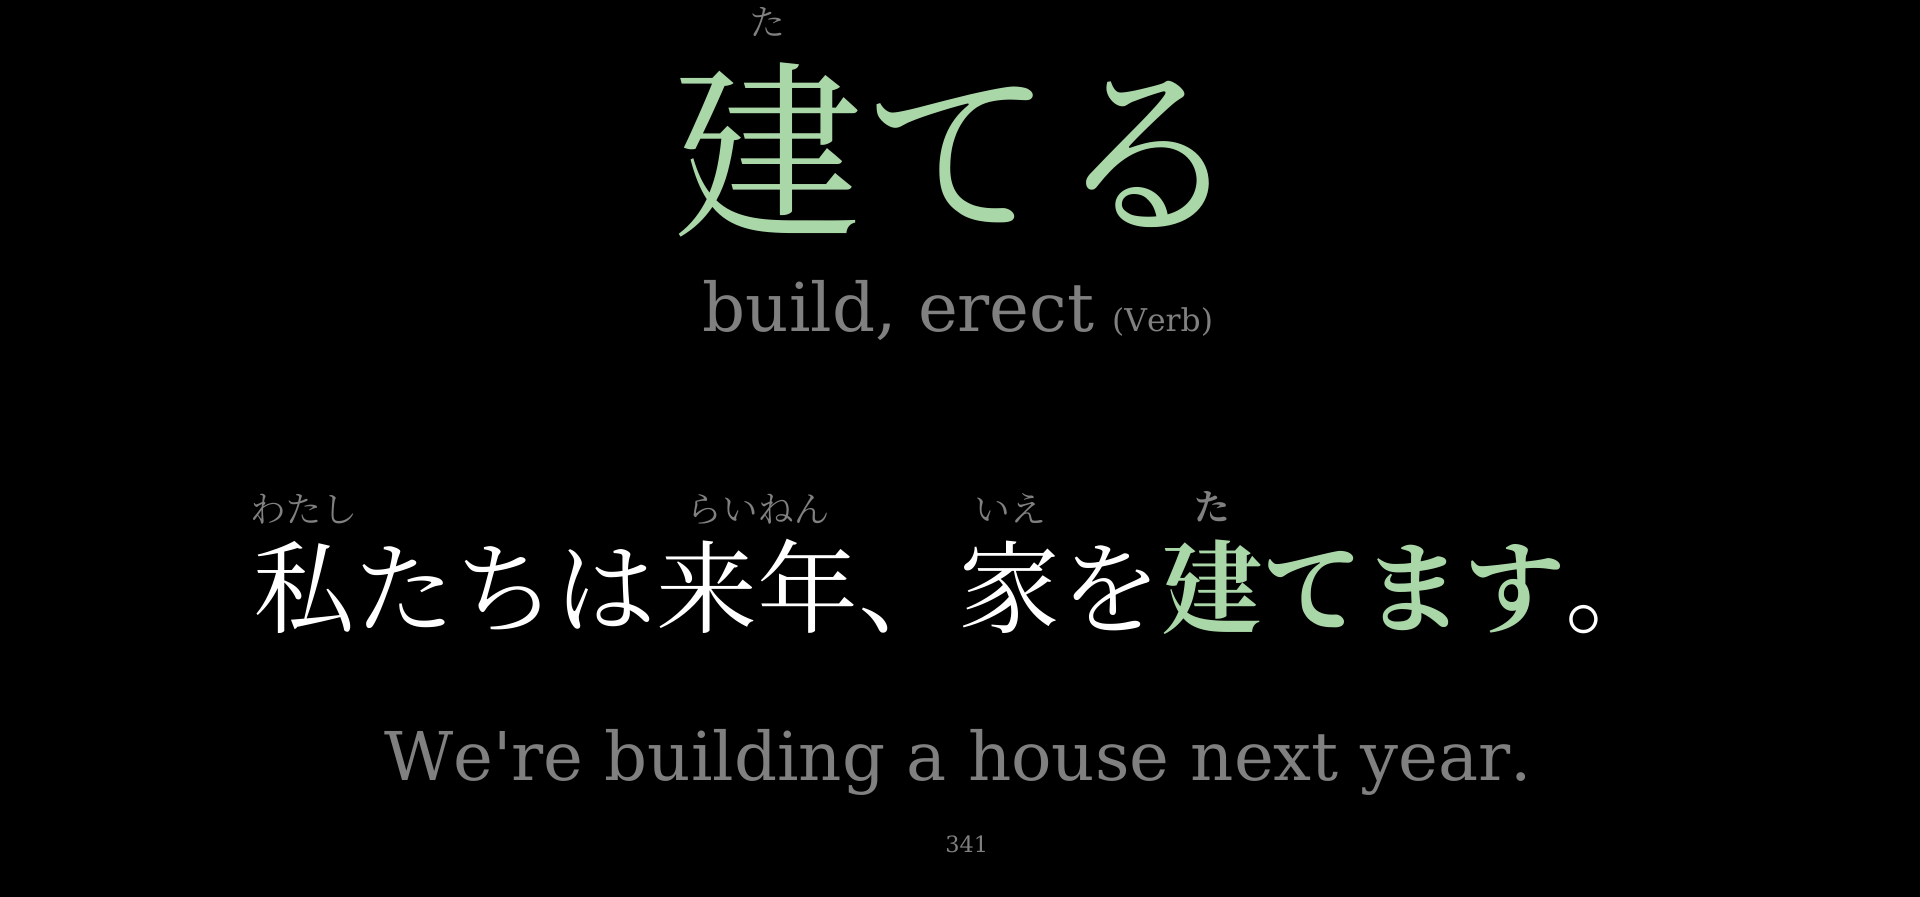 た
建てる
build, erect (Verb)
わたし らいねん いえ た
私たちは来年、家を建てます。
We're building a house next year.
341